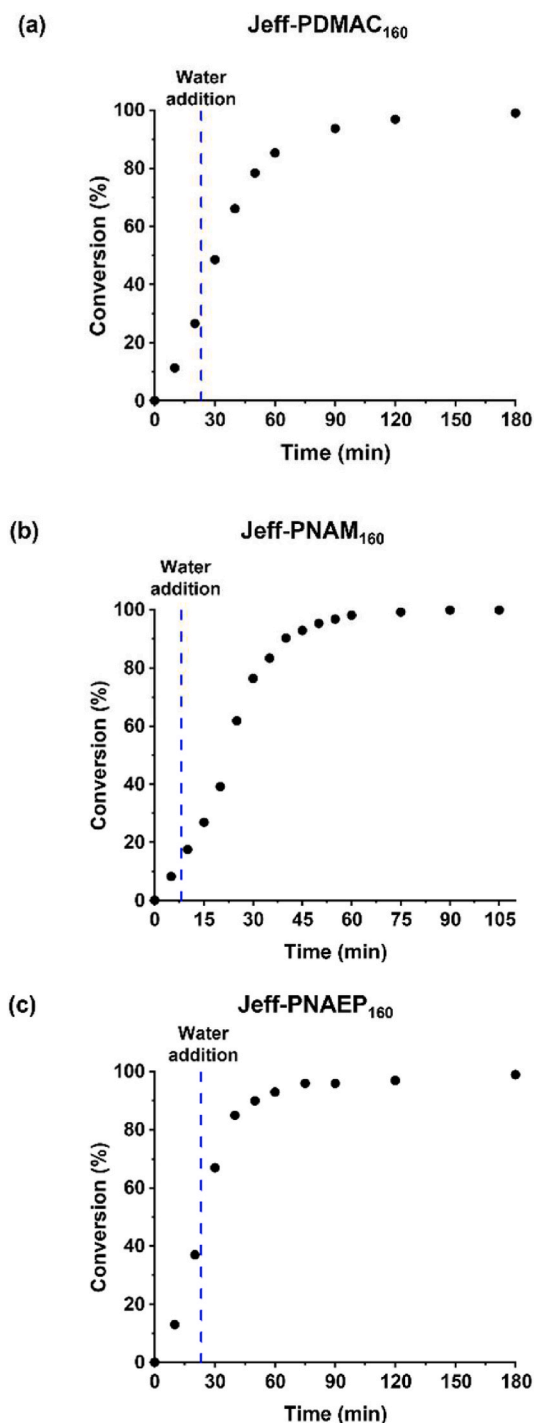 (a) Jeff-PDMAC₁₆₀
Water
addition
100
80
60
40
20
0
Conversion (%)
0 30 60 90 120 150 180
Time (min)
(b) Jeff-PNAM₁₆₀
Water
addition
100
80
60
40
20
0
Conversion (%)
0 15 30 45 60 75 90 105
Time (min)
(c) Jeff-PNAEP₁₆₀
Water
addition
100
80
60
40
20
0
Conversion (%)
0 30 60 90 120 150 180
Time (min)